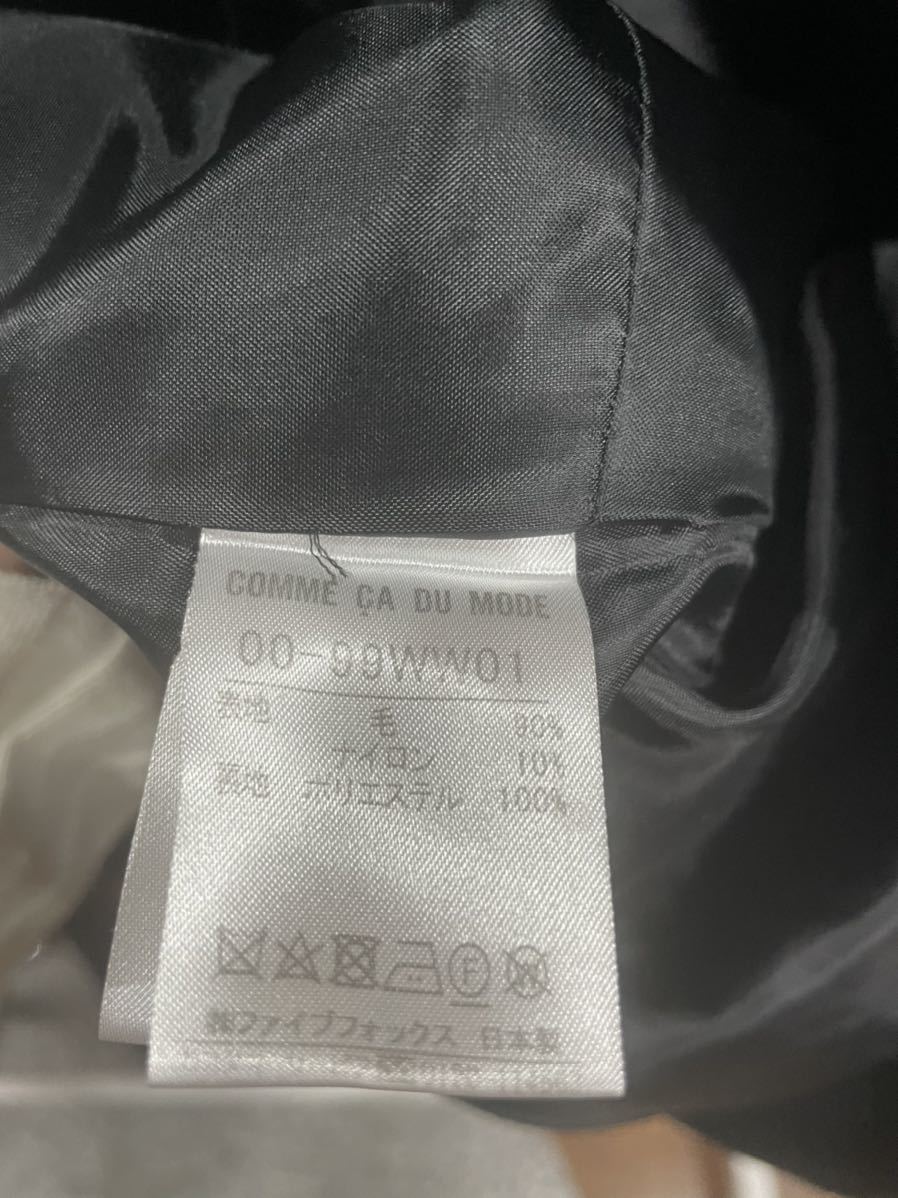 COMME ÇA DU MODE
00-99WW01
表地 毛 90%
ナイロン 10%
裏地 ポリエステル 100%
F W
㈱ファイブフォックス 日本製